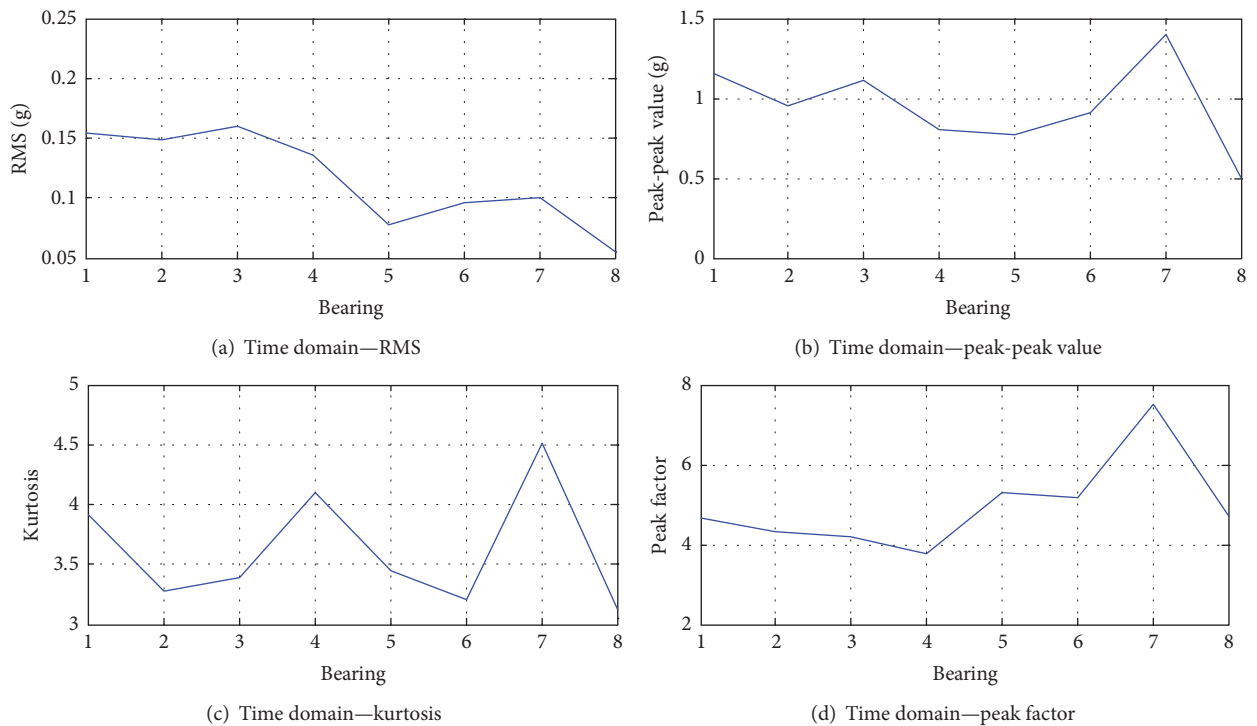 0.25
0.2
0.15
0.1
0.05
RMS (g)
1 2 3 4 5 6 7 8
Bearing
(a) Time domain—RMS
1.5
1
0.5
0
Peak-peak value (g)
1 2 3 4 5 6 7 8
Bearing
(b) Time domain—peak-peak value
5
4.5
4
3.5
3
Kurtosis
1 2 3 4 5 6 7 8
Bearing
(c) Time domain—kurtosis
8
6
4
2
Peak factor
1 2 3 4 5 6 7 8
Bearing
(d) Time domain—peak factor